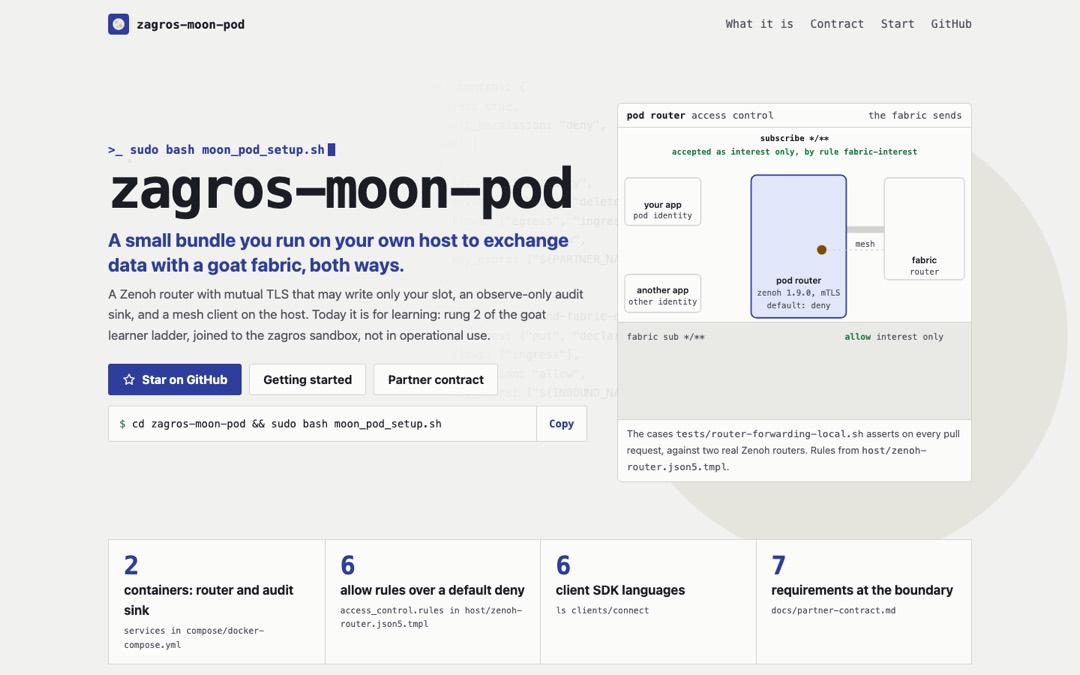 zagros-moon-pod
What it is Contract Start GitHub
>_ sudo bash moon_pod_setup.sh
zagros-moon-pod
A small bundle you run on your own host to exchange
data with a goat fabric, both ways.
A Zenoh router with mutual TLS that may write only your slot, an observe-only audit
sink, and a mesh client on the host. Today it is for learning: rung 2 of the goat
learner ladder, joined to the zagros sandbox, not in operational use.
Star on GitHub
Getting started
Partner contract
$ cd zagros-moon-pod && sudo bash moon_pod_setup.sh
Copy
pod router access control
the fabric sends
subscribe */**
accepted as interest only, by rule fabric-interest
your app
pod identity
another app
other identity
pod router
zenoh 1.9.0, mTLS
default: deny
mesh
fabric
router
fabric sub */**
allow interest only
The cases tests/router-forwarding-local.sh asserts on every pull
request, against two real Zenoh routers. Rules from host/zenoh-
router.json5.tmpl.
2
containers: router and audit
sink
services in compose/docker-
compose.yml
6
allow rules over a default deny
access_control.rules in host/zenoh-
router.json5.tmpl
6
client SDK languages
ls clients/connect
7
requirements at the boundary
docs/partner-contract.md